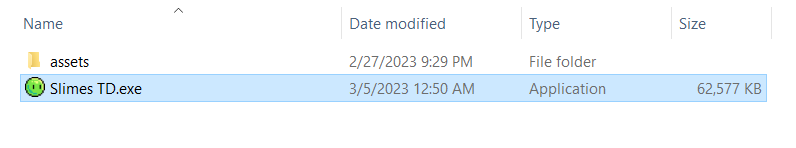 Name Date modified Type Size
assets 2/27/2023 9:29 PM File folder
Slimes TD.exe 3/5/2023 12:50 AM Application 62,577 KB